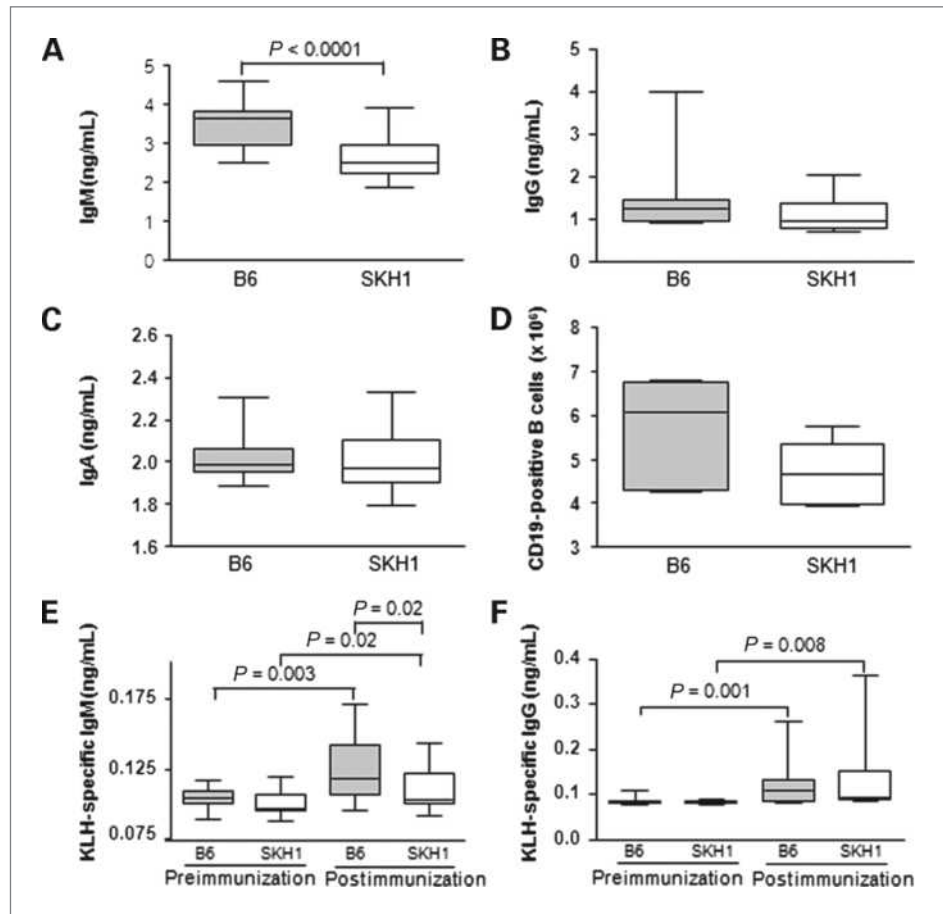 A
P < 0.0001
IgM(ng/mL)
5
4
3
2
1
0
B6
SKH1
B
IgG (ng/mL)
5
4
3
2
1
0
B6
SKH1
C
IgA (ng/mL)
2.6
2.4
2.2
2.0
1.8
1.6
B6
SKH1
D
CD19-positive B cells (x 10⁶)
8
7
6
5
4
3
B6
SKH1
E
P = 0.02
P = 0.02
P = 0.003
KLH-specific IgM(ng/mL)
0.175
0.125
0.075
B6 SKH1 B6 SKH1
Preimmunization Postimmunization
F
P = 0.008
P = 0.001
KLH-specific IgG (ng/mL)
0.4
0.3
0.2
0.1
0.0
B6 SKH1 B6 SKH1
Preimmunization Postimmunization